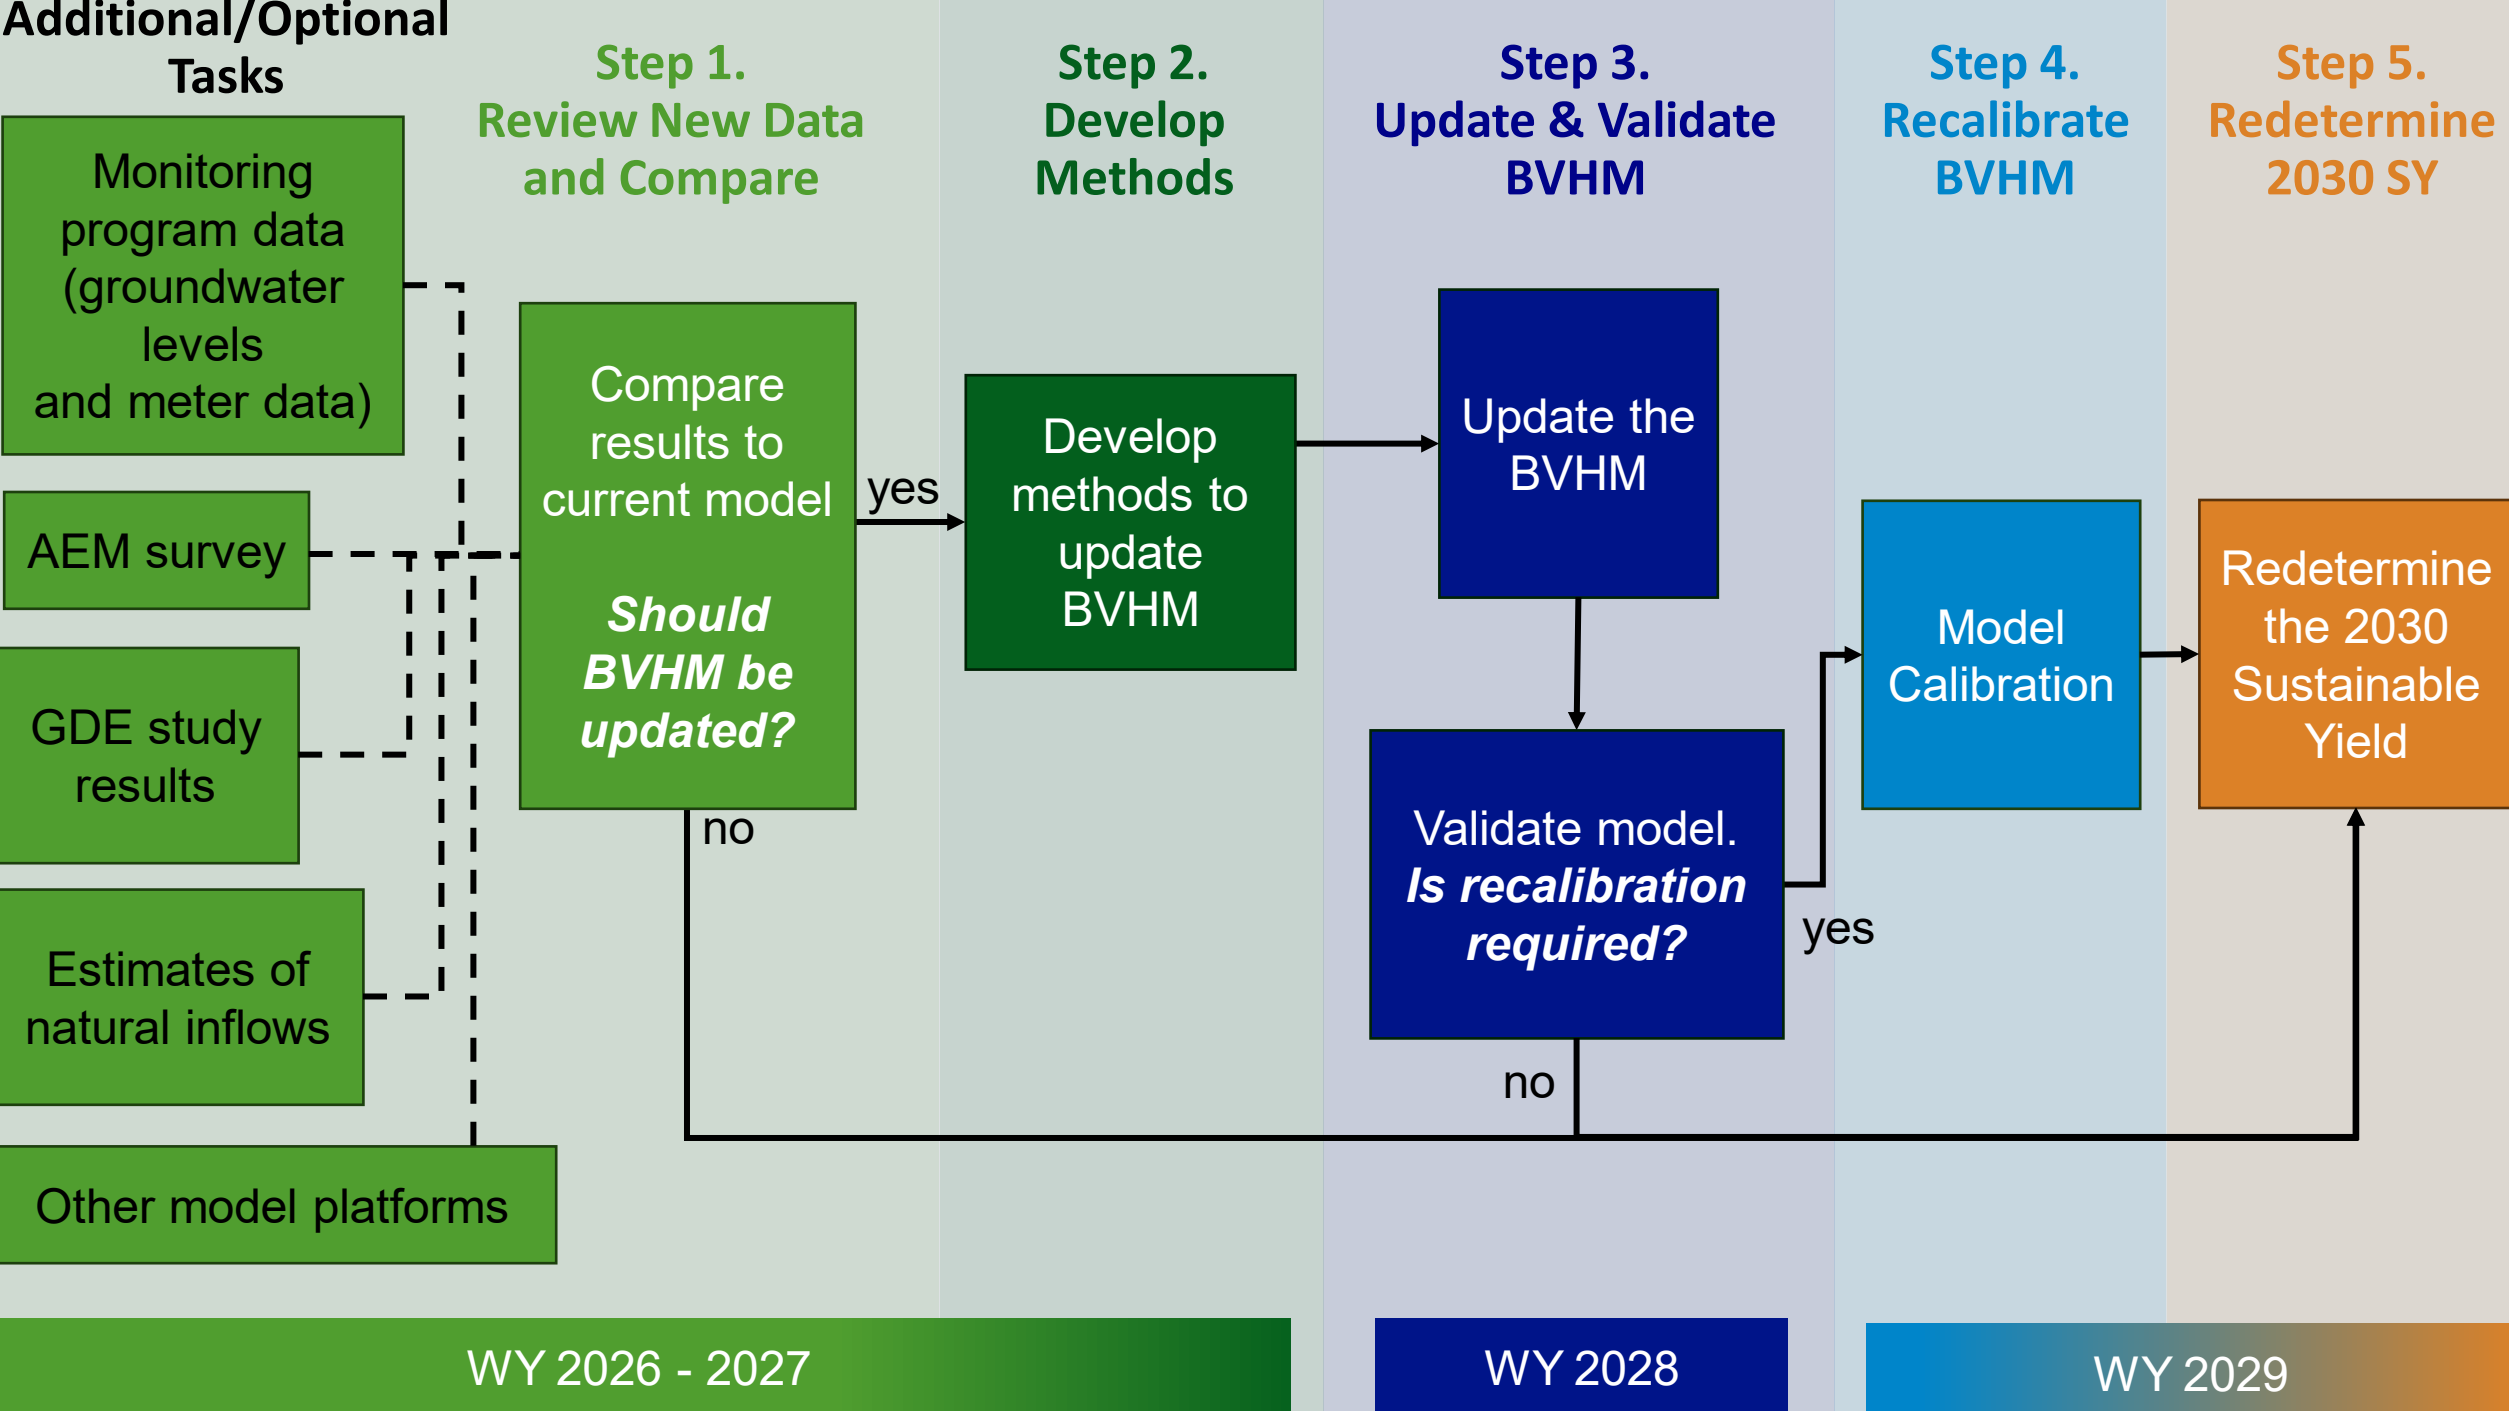 Additional/Optional
Tasks
Step 1.
Review New Data
and Compare
Step 2.
Develop
Methods
Step 3.
Update & Validate
BVHM
Step 4.
Recalibrate
BVHM
Step 5.
Redetermine
2030 SY
Monitoring
program data
(groundwater
levels
and meter data)
AEM survey
GDE study
results
Estimates of
natural inflows
Other model platforms
Compare
results to
current model
Should
BVHM be
updated?
yes
no
Develop
methods to
update
BVHM
Update the
BVHM
Validate model.
Is recalibration
required?
yes
no
Model
Calibration
Redetermine
the 2030
Sustainable
Yield
WY 2026 - 2027
WY 2028
WY 2029